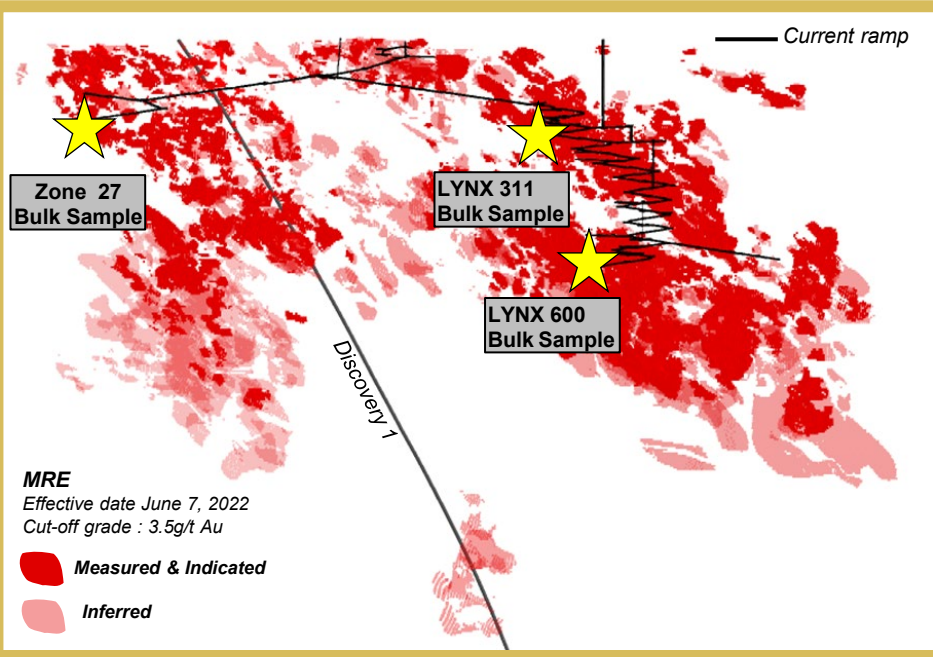 Current ramp
Zone 27
Bulk Sample
LYNX 311
Bulk Sample
LYNX 600
Bulk Sample
Discovery 1
MRE
Effective date June 7, 2022
Cut-off grade : 3.5g/t Au
Measured & Indicated
Inferred